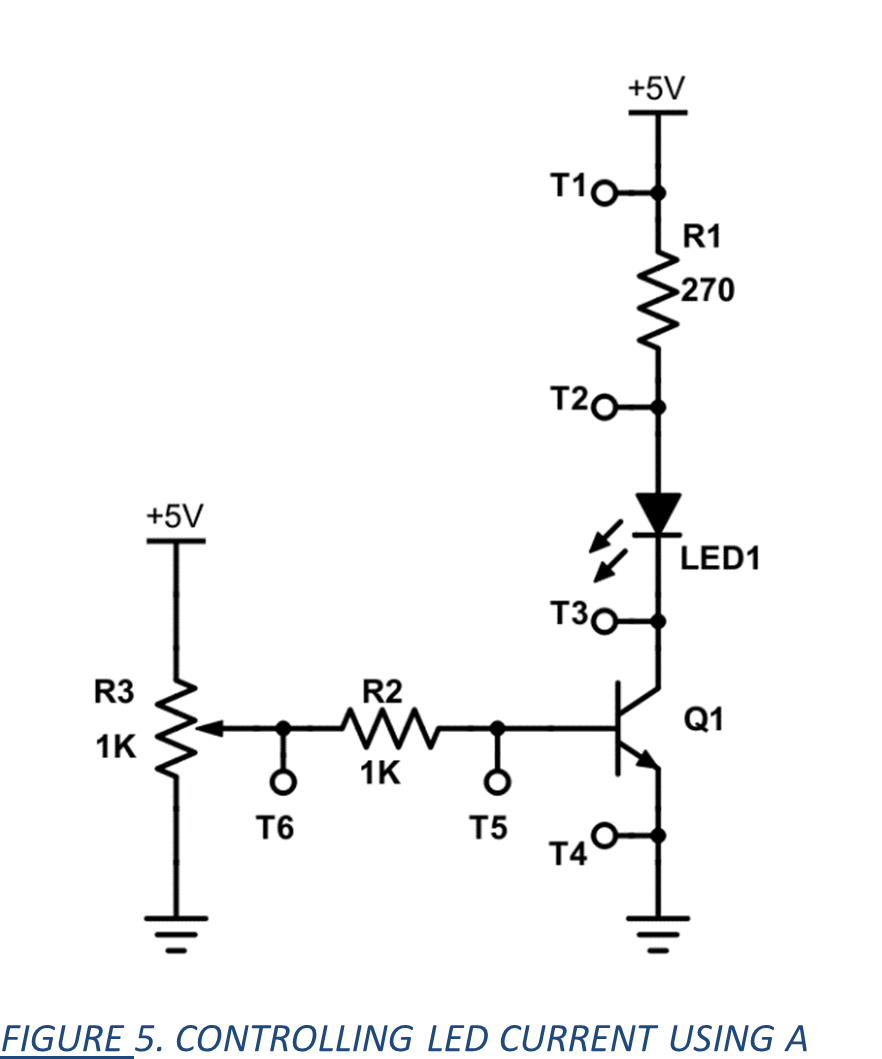 +5V
T1
R1
270
T2
+5V
LED1
T3
R3
R2
Q1
1K
1K
T6
T5
T4
FIGURE 5. CONTROLLING LED CURRENT USING A